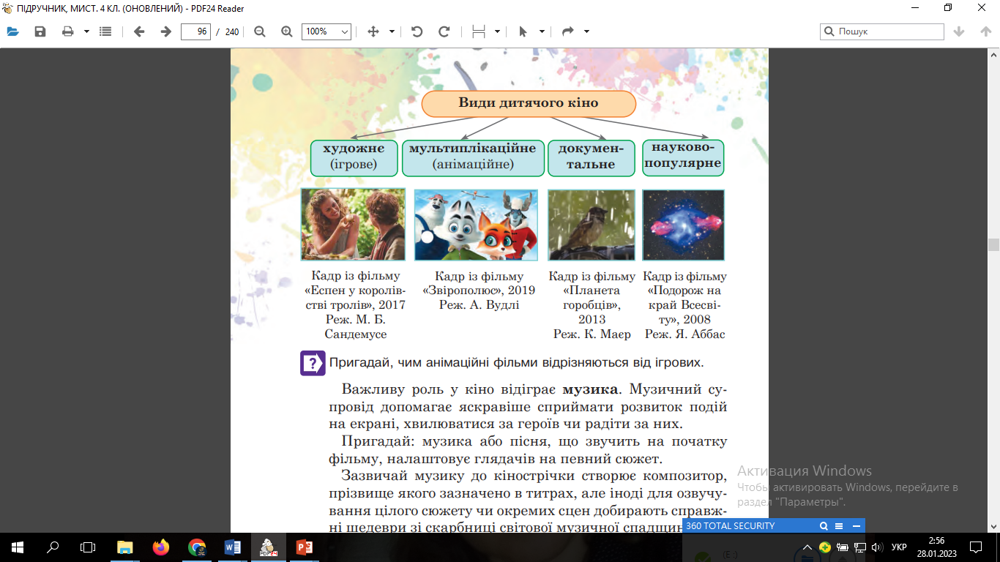 ПІДРУЧНИК, МИСТ. 4 КЛ. (ОНОВЛЕНИЙ) - PDF24 Reader
96 / 240
100%
Пошук
Види дитячого кіно
художнє
(ігрове)
мультиплікаційне
(анімаційне)
докумен-
тальне
науково-
популярне
Кадр із фільму
«Еспен у королів-
стві тролів», 2017
Реж. М. Б.
Сандемусе
Кадр із фільму
«Звірополюс», 2019
Реж. А. Вудлі
Кадр із фільму
«Планета
горобців»,
2013
Реж. К. Маєр
Кадр із фільму
«Подорож на
край Всесві-
ту», 2008
Реж. Я. Аббас
?
Пригадай, чим анімаційні фільми відрізняються від ігрових.
Важливу роль у кіно відіграє музика. Музичний су-
провід допомагає яскравіше сприймати розвиток подій
на екрані, хвилюватися за героїв чи радіти за них.
Пригадай: музика або пісня, що звучить на початку
фільму, налаштовує глядачів на певний сюжет.
Зазвичай музику до кінострічки створює композитор,
прізвище якого зазначено в титрах, але іноді для озвучу-
вання цілого сюжету чи окремих сцен добирають справж-
ні шедеври зі скарбниці світової музичної
Активация Windows
Чтобы активировать Windows, перейдите в
раздел "Параметры".
360 TOTAL SECURITY
(E:)
PDF24
УКР
2:56
28.01.2023